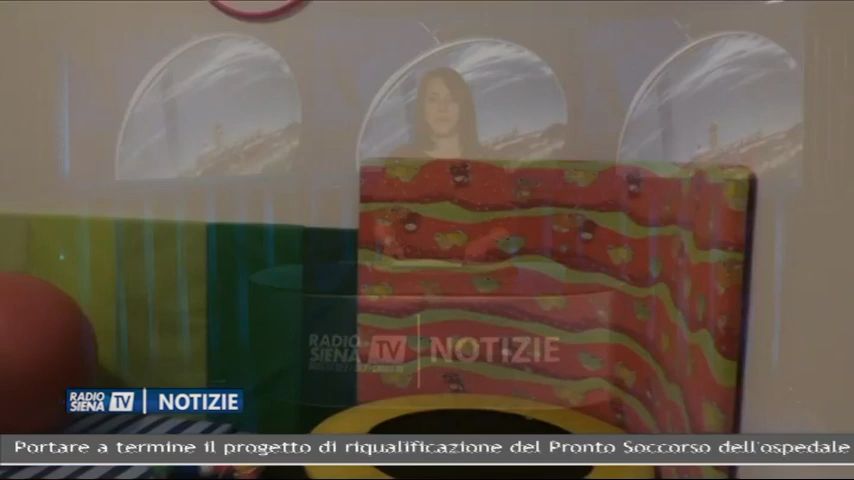 RADIO
SIENA TV NOTIZIE
RADIO
SIENA TV | NOTIZIE
Portare a termine il progetto di riqualificazione del Pronto Soccorso dell'ospedale